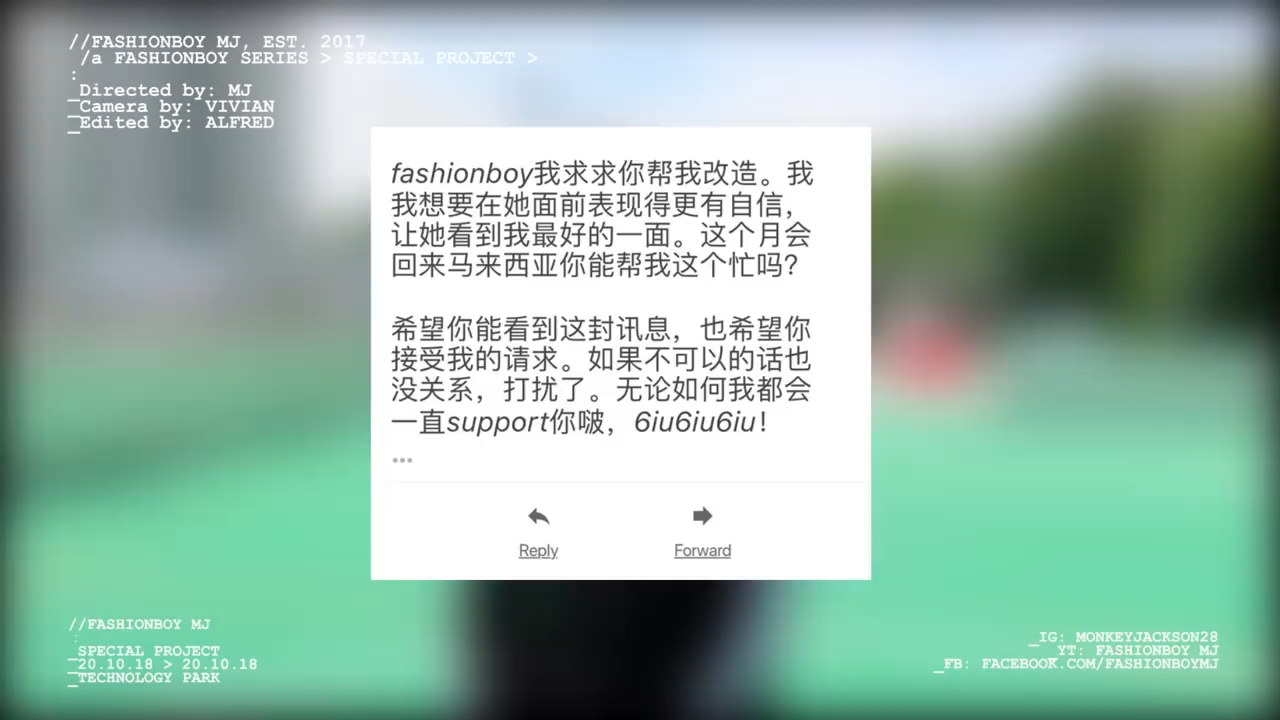 //FASHIONBOY MJ, EST. 2017
/a FASHIONBOY SERIES > SPECIAL PROJECT >
:
_Directed by: MJ
_Camera by: VIVIAN
_Edited by: ALFRED
_
fashionboy我求求你帮我改造。我
我想要在她面前表现得更有自信，
让她看到我最好的一面。这个月会
回来马来西亚你能帮我这个忙吗？
希望你能看到这封讯息，也希望你
接受我的请求。如果不可以的话也
没关系，打扰了。无论如何我都会
一直support你啵，6iu6iu6iu！
•••
Reply
Forward
//FASHIONBOY MJ
:
_SPECIAL PROJECT
_20.10.18 > 20.10.18
_TECHNOLOGY PARK
_IG: MONKEYJACKSON28
YT: FASHIONBOY MJ
_FB: FACEBOOK.COM/FASHIONBOYMJ